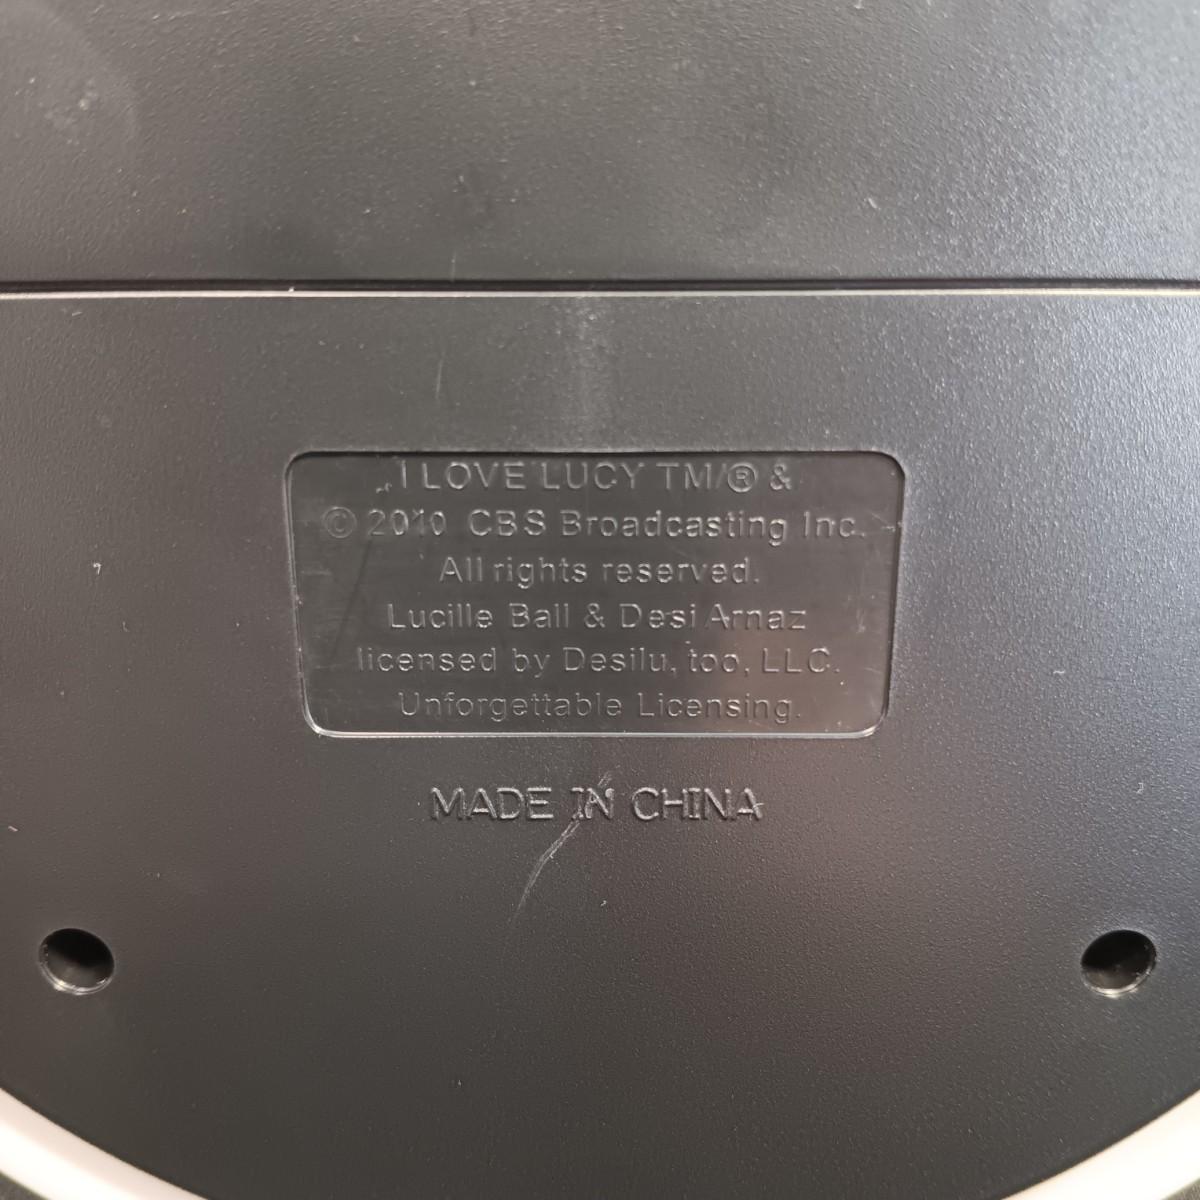 I LOVE LUCY TM/® &
© 2010 CBS Broadcasting Inc.
All rights reserved.
Lucille Ball & Desi Arnaz
licensed by Desilu, too, LLC.
Unforgettable Licensing.
MADE IN CHINA